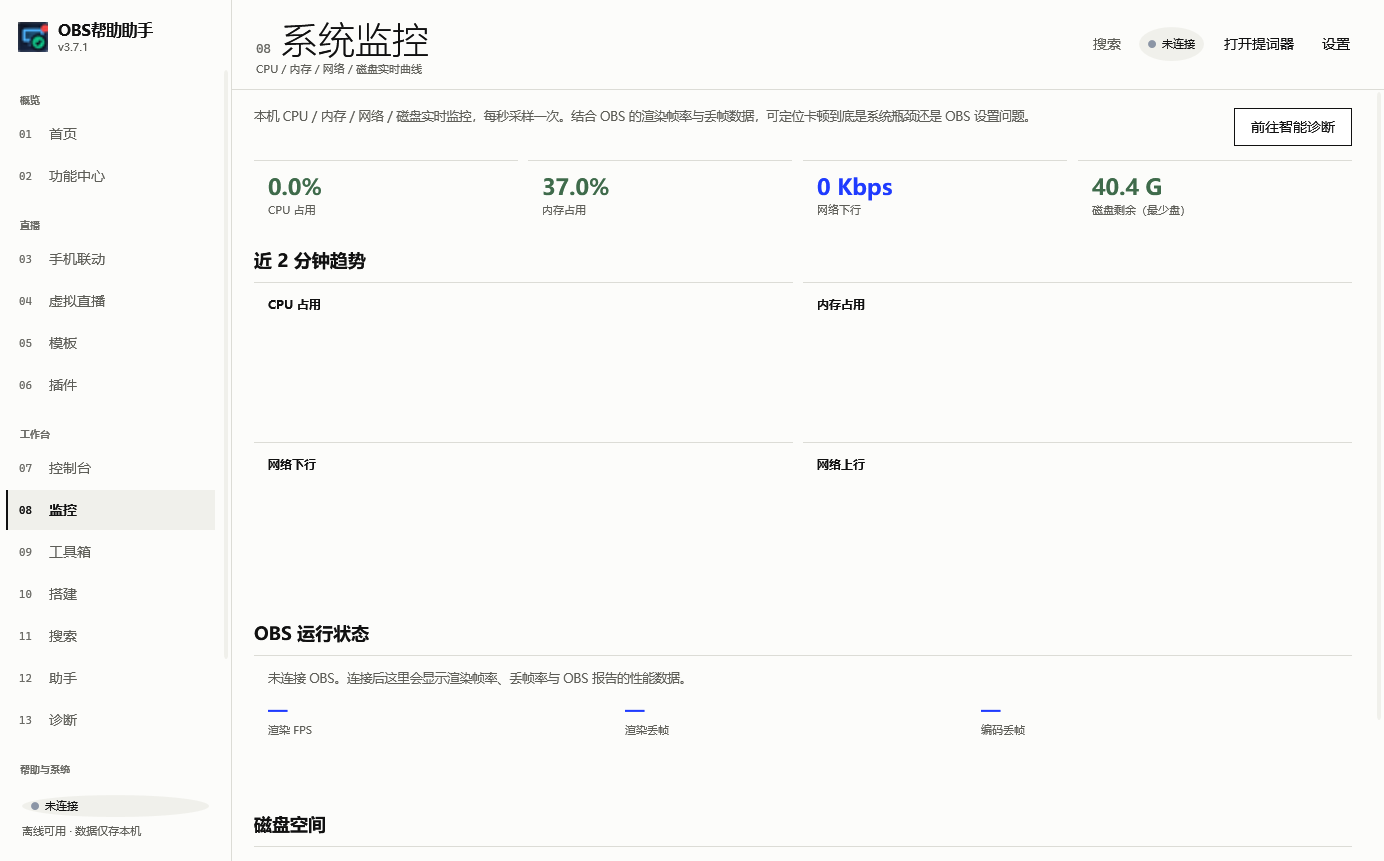 OBS帮助助手
v3.7.1
概览
01 首页
02 功能中心
直播
03 手机联动
04 虚拟直播
05 模板
06 插件
工作台
07 控制台
08 监控
09 工具箱
10 搭建
11 搜索
12 助手
13 诊断
帮助与系统
未连接
离线可用 · 数据仅存本机
08 系统监控
CPU / 内存 / 网络 / 磁盘实时曲线
搜索
未连接
打开提词器
设置
本机 CPU / 内存 / 网络 / 磁盘实时监控，每秒采样一次。结合 OBS 的渲染帧率与丢帧数据，可定位卡顿到底是系统瓶颈还是 OBS 设置问题。
前往智能诊断
0.0%
CPU 占用
37.0%
内存占用
0 Kbps
网络下行
40.4 G
磁盘剩余（最少盘）
近 2 分钟趋势
CPU 占用
内存占用
网络下行
网络上行
OBS 运行状态
未连接 OBS。连接后这里会显示渲染帧率、丢帧率与 OBS 报告的性能数据。
—
渲染 FPS
—
渲染丢帧
—
编码丢帧
磁盘空间